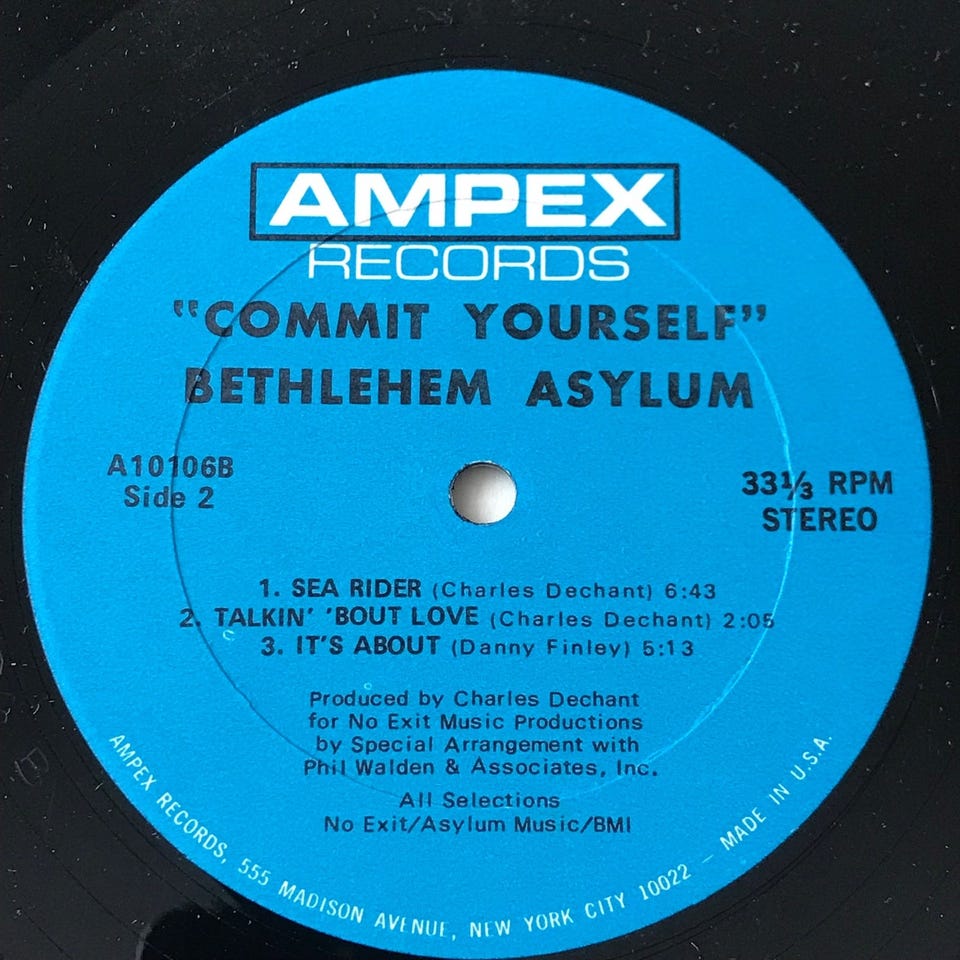 AMPEX
RECORDS
"COMMIT YOURSELF"
BETHLEHEM ASYLUM
A10106B
Side 2
33⅓ RPM
STEREO
1. SEA RIDER (Charles Dechant) 6:43
2. TALKIN' 'BOUT LOVE (Charles Dechant) 2:05
3. IT'S ABOUT (Danny Finley) 5:13
Produced by Charles Dechant
for No Exit Music Productions
by Special Arrangement with
Phil Walden & Associates, Inc.
All Selections
No Exit/Asylum Music/BMI
AMPEX RECORDS, 555 MADISON AVENUE, NEW YORK CITY 10022 – MADE IN U.S.A.